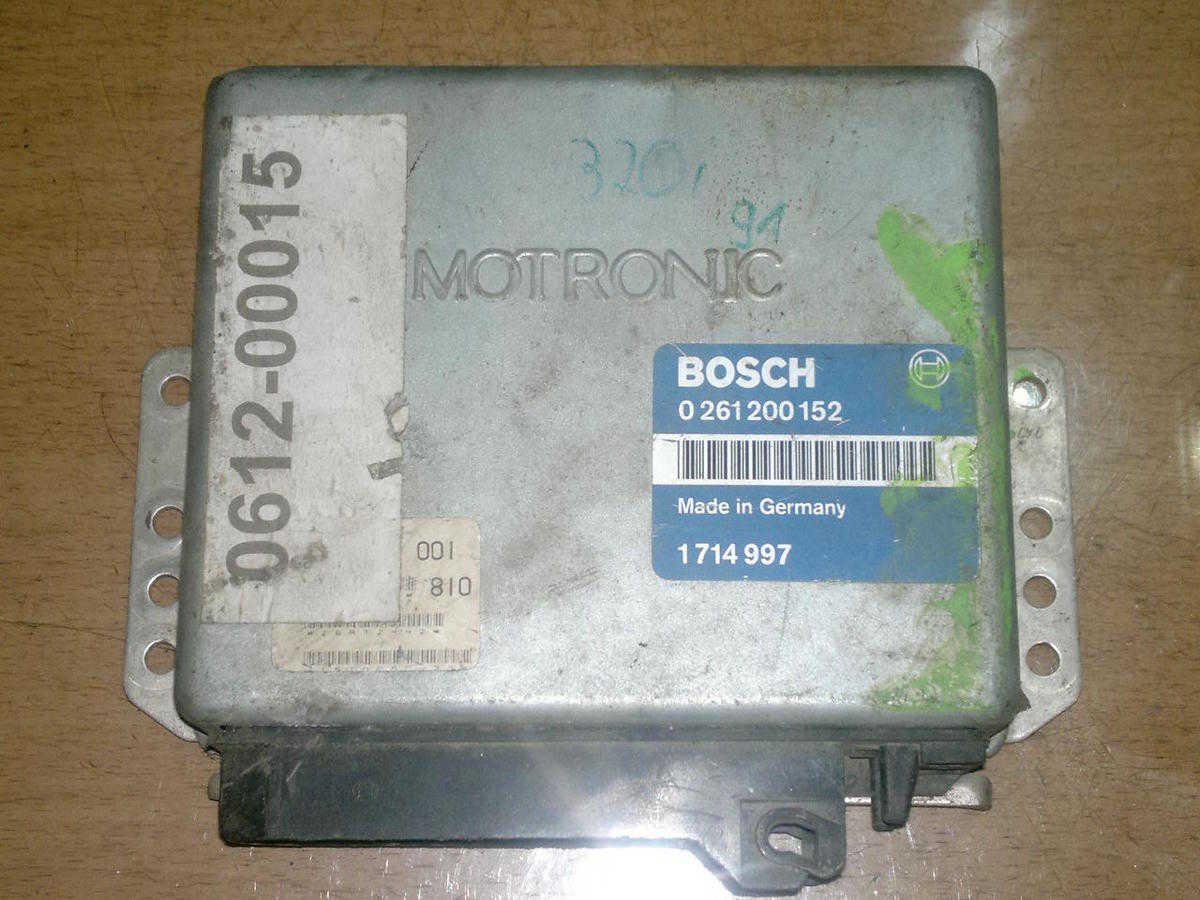 0612-00015
320i
91
MOTRONIC
BOSCH
0 261 200 152
Made in Germany
1 714 997
001
810